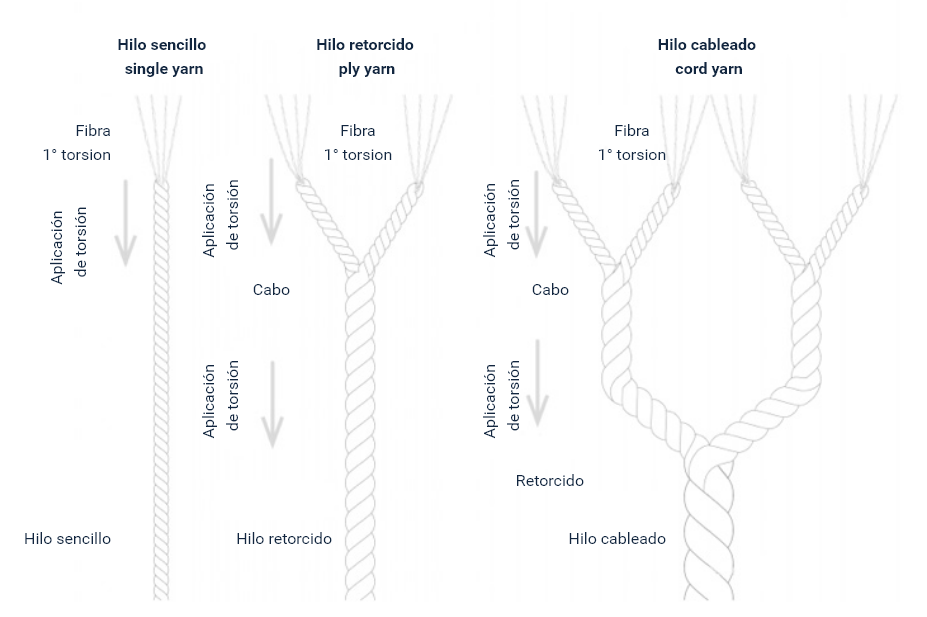 Hilo sencillo
single yarn
Hilo retorcido
ply yarn
Hilo cableado
cord yarn
Fibra
1° torsion
Fibra
1° torsion
Fibra
1° torsion
Aplicación
de torsión
Aplicación
de torsión
Aplicación
de torsión
Cabo
Cabo
Aplicación
de torsión
Aplicación
de torsión
Retorcido
Hilo sencillo
Hilo retorcido
Hilo cableado